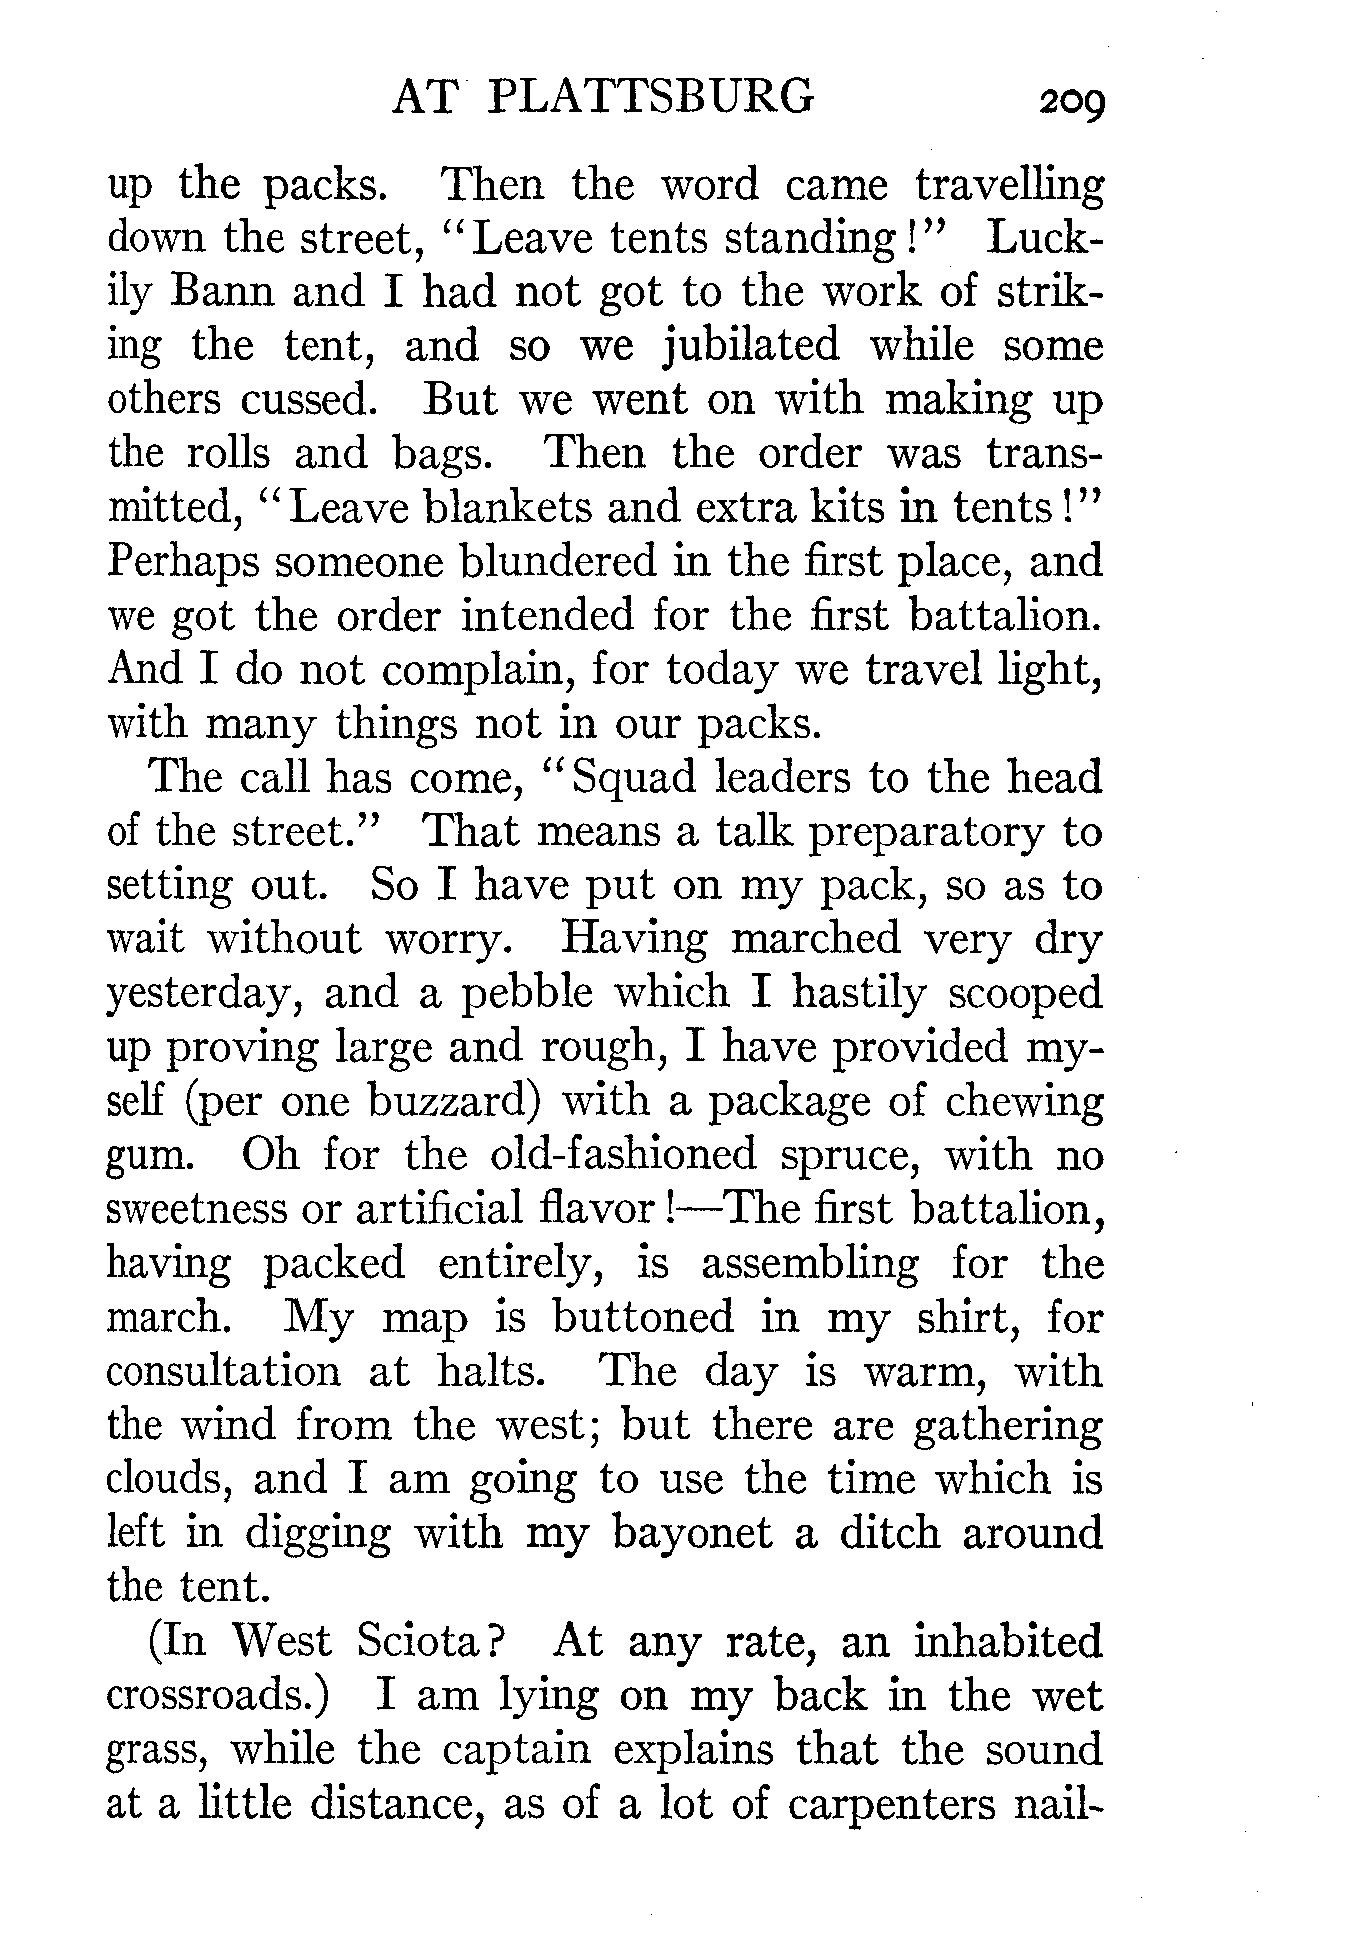 AT PLATTSBURG 209
up the packs. Then the word came travelling
down the street, "Leave tents standing!" Luck-
ily Bann and I had not got to the work of strik-
ing the tent, and so we jubilated while some
others cussed. But we went on with making up
the rolls and bags. Then the order was trans-
mitted, "Leave blankets and extra kits in tents!"
Perhaps someone blundered in the first place, and
we got the order intended for the first battalion.
And I do not complain, for today we travel light,
with many things not in our packs.
The call has come, "Squad leaders to the head
of the street." That means a talk preparatory to
setting out. So I have put on my pack, so as to
wait without worry. Having marched very dry
yesterday, and a pebble which I hastily scooped
up proving large and rough, I have provided my-
self (per one buzzard) with a package of chewing
gum. Oh for the old-fashioned spruce, with no
sweetness or artificial flavor!—The first battalion,
having packed entirely, is assembling for the
march. My map is buttoned in my shirt, for
consultation at halts. The day is warm, with
the wind from the west; but there are gathering
clouds, and I am going to use the time which is
left in digging with my bayonet a ditch around
the tent.
(In West Sciota? At any rate, an inhabited
crossroads.) I am lying on my back in the wet
grass, while the captain explains that the sound
at a little distance, as of a lot of carpenters nail-